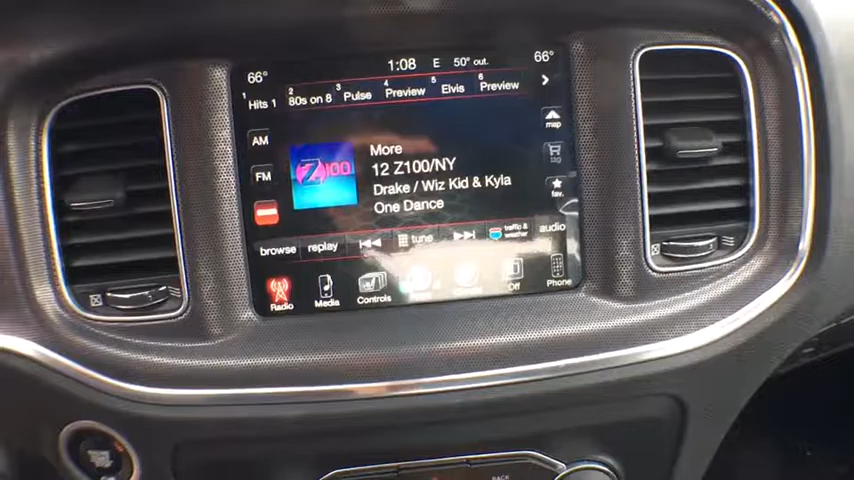 66° 1:08 E 50° out. 66°
1 Hits 1 2 80s on 8 3 Pulse 4 Preview 5 Elvis 6 Preview
AM
FM
Z100
More
12 Z100/NY
Drake / WIZ Kid & Kyla
One Dance
map
tag
fav.
browse replay tune traffic & weather audio
Radio Media Controls Off Phone
BACK